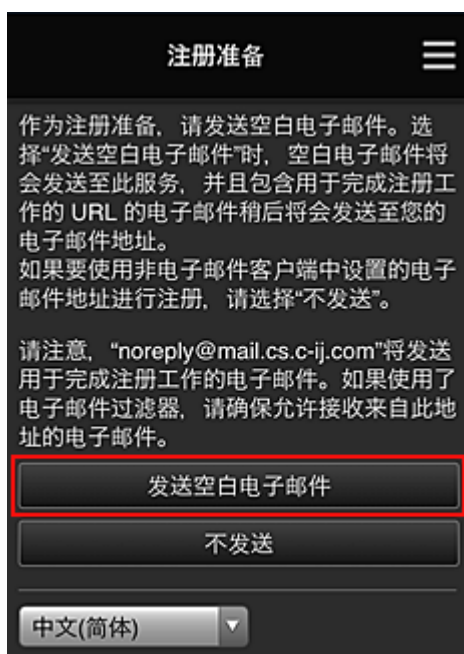 注册准备
作为注册准备，请发送空白电子邮件。选
择“发送空白电子邮件”时，空白电子邮件将
会发送至此服务，并且包含用于完成注册工
作的 URL 的电子邮件稍后将会发送至您的
电子邮件地址。
如果要使用非电子邮件客户端中设置的电子
邮件地址进行注册，请选择“不发送”。
请注意，“noreply@mail.cs.c-ij.com”将发送
用于完成注册工作的电子邮件。如果使用了
电子邮件过滤器，请确保允许接收来自此地
址的电子邮件。
发送空白电子邮件
不发送
中文(简体)